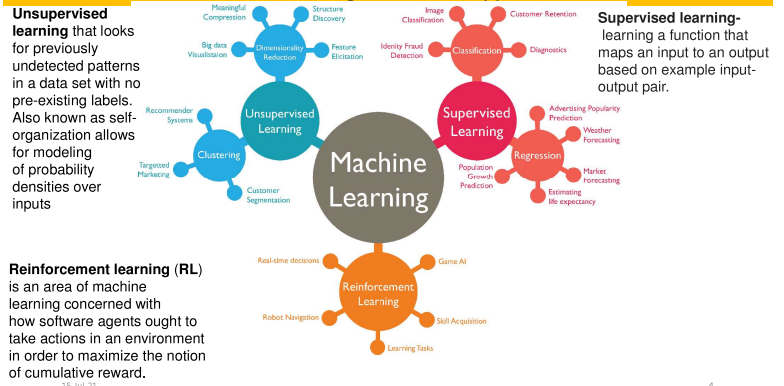 Unsupervised
learning that looks
for previously
undetected patterns
in a data set with no
pre-existing labels.
Also known as self-
organization allows
for modeling
of probability
densities over
inputs
Meaningful
Compression
Structure
Discovery
Big data
Visualistaion
Dimensionality
Reduction
Feature
Elicitation
Recommender
Systems
Unsupervised
Learning
Clustering
Targetted
Marketing
Customer
Segmentation
Machine
Learning
Image
Classification
Customer Retention
Idenity Fraud
Detection
Classification
Diagnostics
Supervised
Learning
Advertising Popularity
Prediction
Weather
Forecasting
Regression
Population
Growth
Prediction
Market
Forecasting
Estimating
life expectancy
Supervised learning-
learning a function that
maps an input to an output
based on example input-
output pair.
Reinforcement learning (RL)
is an area of machine
learning concerned with
how software agents ought to
take actions in an environment
in order to maximize the notion
of cumulative reward.
Real-time decisions
Game AI
Reinforcement
Learning
Robot Navigation
Skill Acquisition
Learning Tasks
15-Jul-21
4